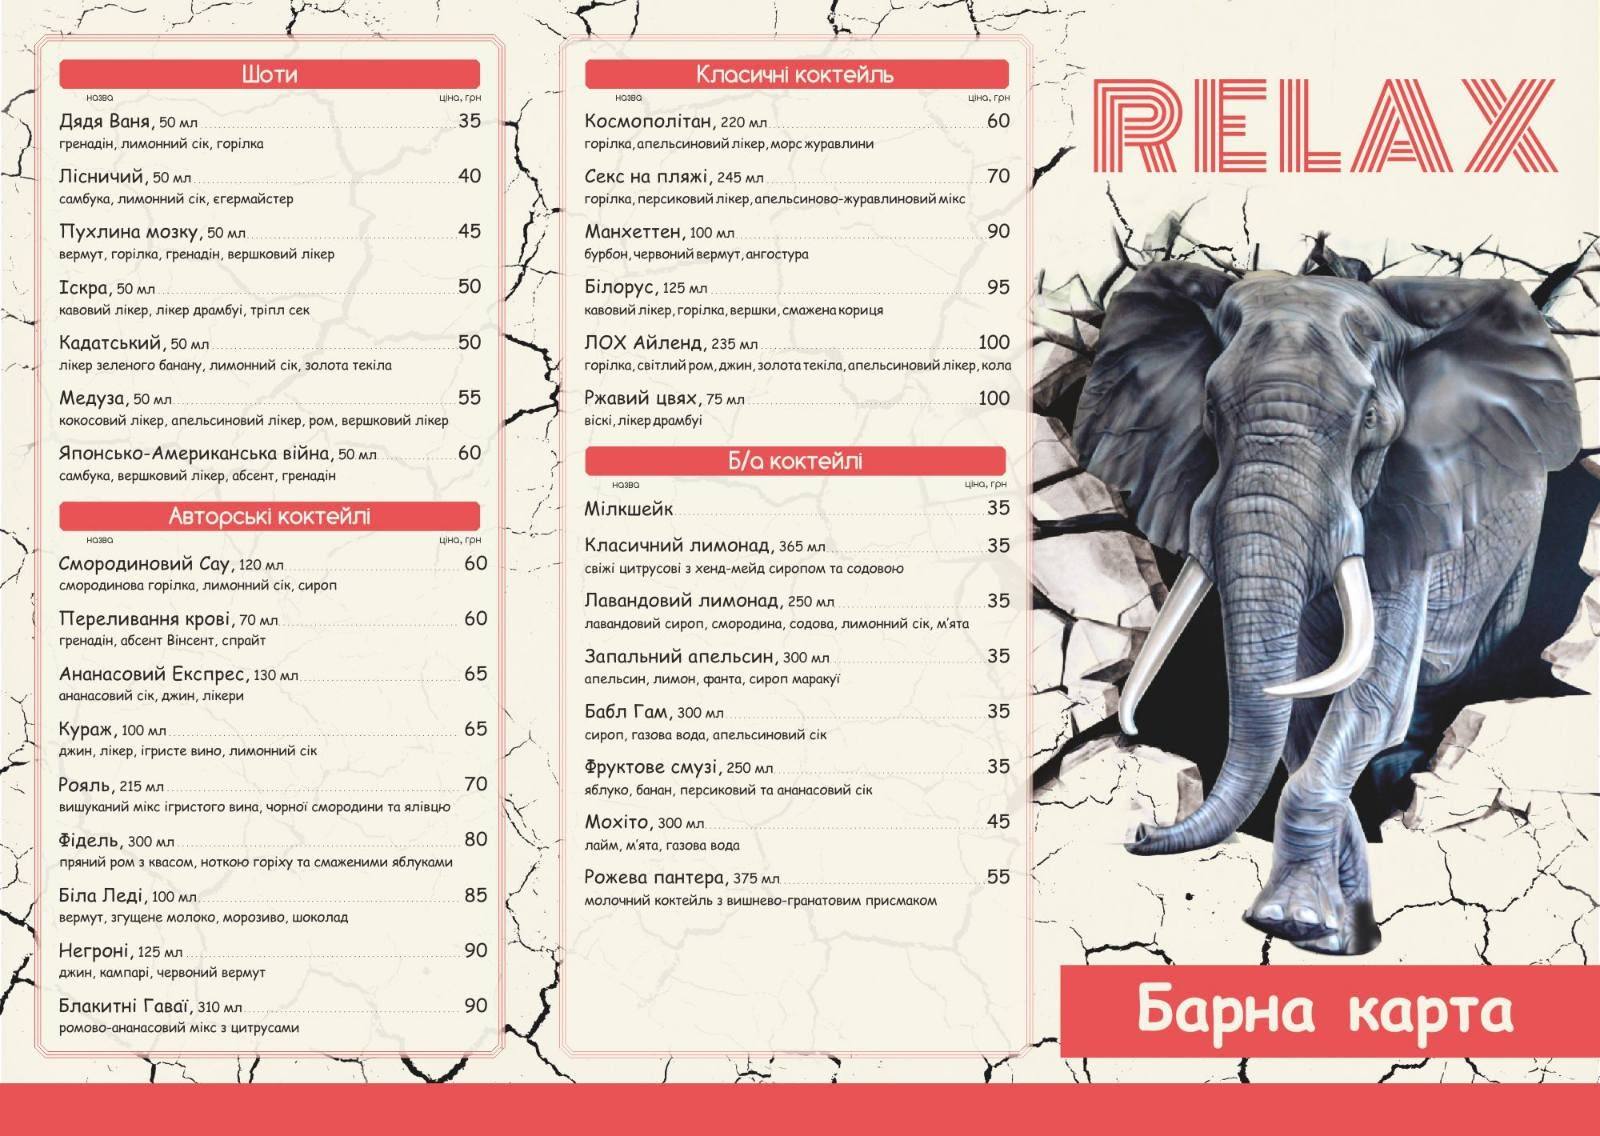 Шоти
назва ціна, грн
Дядя Ваня, 50 мл 35
гренадін, лимонний сік, горілка
Лісничий, 50 мл 40
самбука, лимонний сік, єгермайстер
Пухлина мозку, 50 мл 45
вермут, горілка, гренадін, вершковий лікер
Іскра, 50 мл 50
кавовий лікер, лікер драмбуі, тріпл сек
Кадатський, 50 мл 50
лікер зеленого банану, лимонний сік, золота текіла
Медуза, 50 мл 55
кокосовий лікер, апельсиновий лікер, ром, вершковий лікер
Японсько-Американська війна, 50 мл 60
самбука, вершковий лікер, абсент, гренадін
Авторські коктейлі
назва ціна, грн
Смородиновий Сау, 120 мл 60
смородинова горілка, лимонний сік, сироп
Переливання крові, 70 мл 60
гренадін, абсент Вінсент, спрайт
Ананасовий Експрес, 130 мл 65
ананасовий сік, джин, лікери
Кураж, 100 мл 65
джин, лікер, ігристе вино, лимонний сік
Рояль, 215 мл 70
вишуканий мікс ігристого вина, чорної смородини та ялівцю
Фідель, 300 мл 80
пряний ром з квасом, ноткою горіху та смаженими яблуками
Біла Леді, 100 мл 85
вермут, згущене молоко, морозиво, шоколад
Негроні, 125 мл 90
джин, кампарі, червоний вермут
Блакитні Гаваї, 310 мл 90
ромово-ананасовий мікс з цитрусами
Класичні коктейль
назва ціна, грн
Космополітан, 220 мл 60
горілка, апельсиновий лікер, морс журавлини
Секс на пляжі, 245 мл 70
горілка, персиковий лікер, апельсиново-журавлиновий мікс
Манхеттен, 100 мл 90
бурбон, червоний вермут, ангостура
Білорус, 125 мл 95
кавовий лікер, горілка, вершки, смажена кориця
ЛОХ Айленд, 235 мл 100
горілка, світлий ром, джин, золота текіла, апельсиновий лікер, кола
Ржавий цвях, 75 мл 100
віскі, лікер драмбуі
Б/а коктейлі
назва ціна, грн
Мілкшейк 35
Класичний лимонад, 365 мл 35
свіжі цитрусові з хенд-мейд сиропом та содовою
Лавандовий лимонад, 250 мл 35
лавандовий сироп, смородина, содова, лимонний сік, м'ята
Запальний апельсин, 300 мл 35
апельсин, лимон, фанта, сироп маракуї
Бабл Гам, 300 мл 35
сироп, газова вода, апельсиновий сік
Фруктове смузі, 250 мл 35
яблуко, банан, персиковий та ананасовий сік
Мохіто, 300 мл 45
лайм, м'ята, газова вода
Рожева пантера, 375 мл 55
молочний коктейль з вишнево-гранатовим присмаком
RELAX
Барна карта